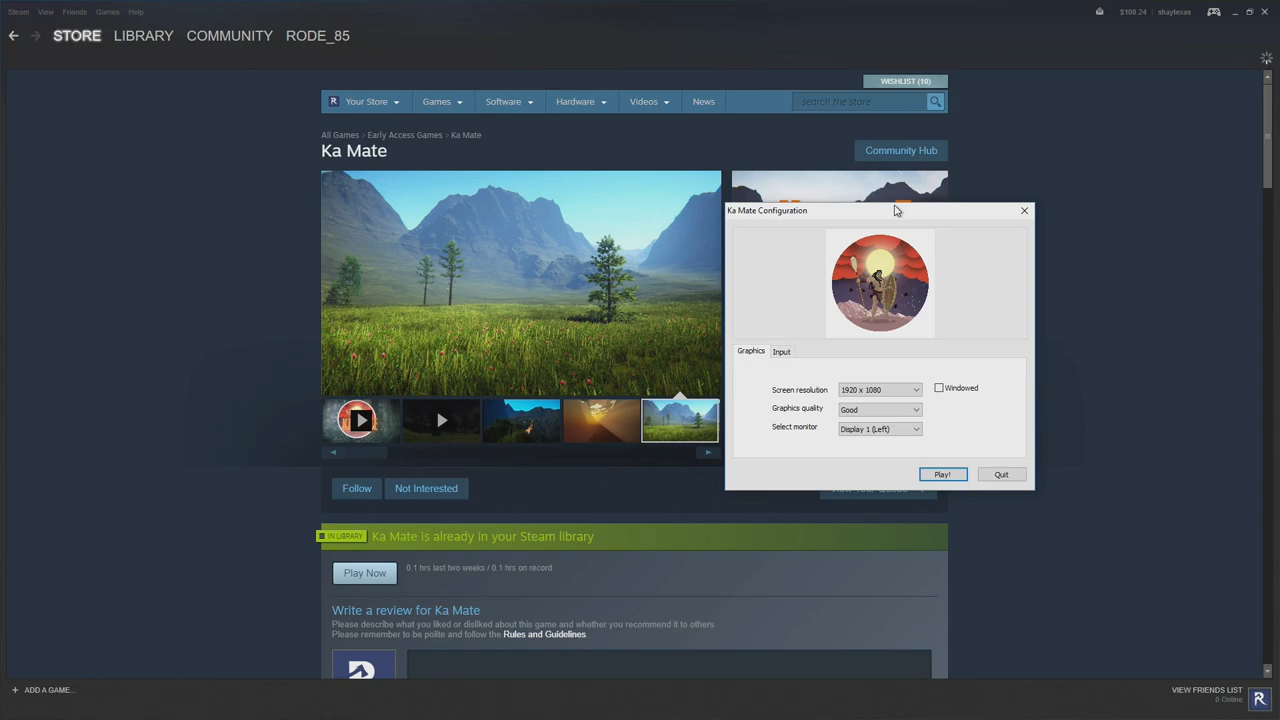 Steam View Friends Games Help
$100.24 shaytexas
STORE LIBRARY COMMUNITY RODE_85
WISHLIST (10)
Your Store Games Software Hardware Videos News search the store
All Games > Early Access Games > Ka Mate
Ka Mate
Community Hub
Ka Mate Configuration
Graphics Input
Screen resolution 1920 x 1080 Windowed
Graphics quality Good
Select monitor Display 1 (Left)
Play! Quit
Follow Not Interested
IN LIBRARY Ka Mate is already in your Steam library
Play Now 0.1 hrs last two weeks / 0.1 hrs on record
Write a review for Ka Mate
Please describe what you liked or disliked about this game and whether you recommend it to others.
Please remember to be polite and follow the Rules and Guidelines.
+ ADD A GAME... VIEW FRIENDS LIST
0 Online